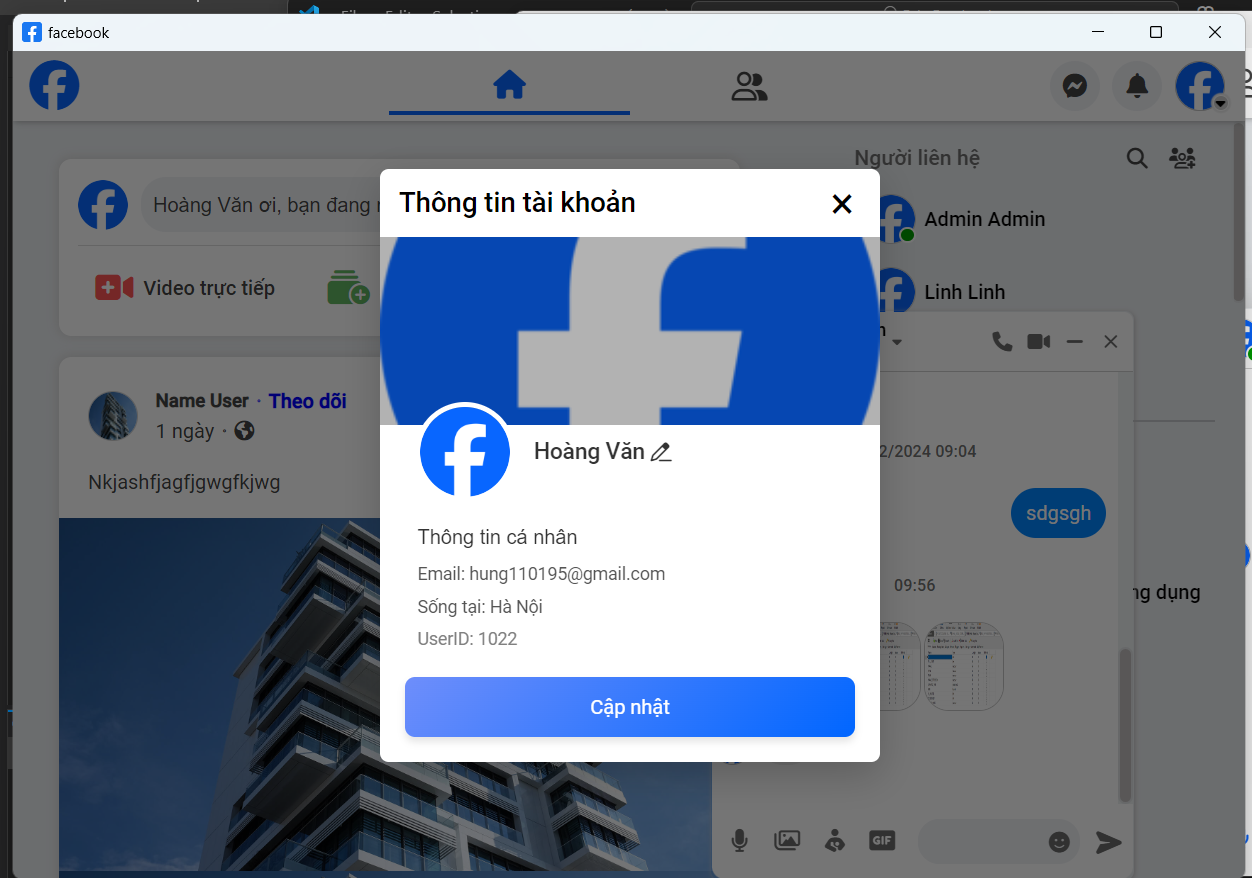 facebook
Người liên hệ
Hoàng Văn ơi, bạn đang
Admin Admin
Linh Linh
Video trực tiếp
Thông tin tài khoản
Name User · Theo dõi
1 ngày ·
Nkjashfjagfjgwgfkjwg
Hoàng Văn
Thông tin cá nhân
Email: hung110195@gmail.com
Sống tại: Hà Nội
UserID: 1022
Cập nhật
2/2024 09:04
sdgsgh
09:56
ng dụng
GIF